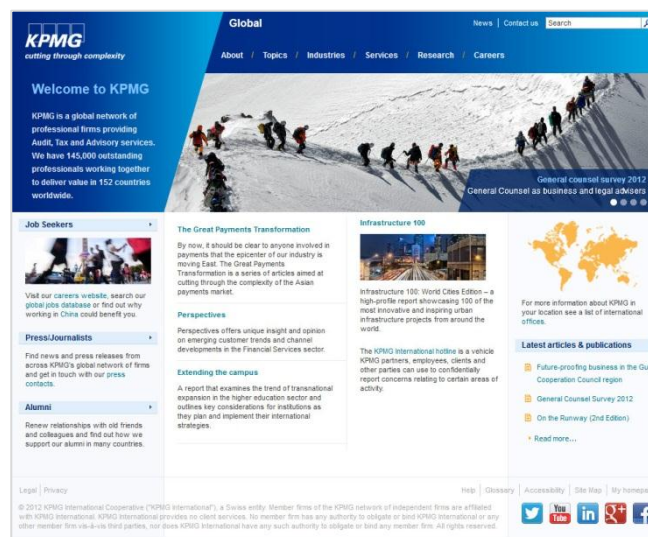 KPMG
cutting through complexity
Global
News | Contact us
Search
About / Topics / Industries / Services / Research / Careers
Welcome to KPMG
KPMG is a global network of
professional firms providing
Audit, Tax and Advisory services.
We have 145,000 outstanding
professionals working together
to deliver value in 152 countries
worldwide.
General counsel survey 2012
General Counsel as business and legal advisers
Job Seekers
Visit our careers website, search our
global jobs database or find out why
working in China could benefit you.
Press/Journalists
Find news and press releases from
across KPMG's global network of firms
and get in touch with our press
contacts.
Alumni
Renew relationships with old friends
and colleagues and find out how we
support our alumni in many countries.
The Great Payments Transformation
By now, it should be clear to anyone involved in
payments that the epicenter of our industry is
moving East. The Great Payments
Transformation is a series of articles aimed at
cutting through the complexity of the Asian
payments market.
Perspectives
Perspectives offers unique insight and opinion
on emerging customer trends and channel
developments in the Financial Services sector.
Extending the campus
A report that examines the trend of transnational
expansion in the higher education sector and
outlines key considerations for institutions as
they plan and implement their international
strategies.
Infrastructure 100
Infrastructure 100: World Cities Edition – a
high-profile report showcasing 100 of the
most innovative and inspiring urban
infrastructure projects from around the
world.
The KPMG International hotline is a vehicle
KPMG partners, employees, clients and
other parties can use to confidentially
report concerns relating to certain areas of
activity.
For more information about KPMG in
your location see a list of international
offices.
Latest articles & publications
Future-proofing business in the Gu
Cooperation Council region
General Counsel Survey 2012
On the Runway (2nd Edition)
Read more...
Legal | Privacy
Help | Glossary | Accessibility | Site Map | My homepa
© 2012 KPMG International Cooperative ("KPMG International"), a Swiss entity. Member firms of the KPMG network of independent firms are affiliated
with KPMG International. KPMG International provides no client services. No member firm has any authority to obligate or bind KPMG International or any
other member firm vis-à-vis third parties, nor does KPMG International have any such authority to obligate or bind any member firm. All rights reserved.
You
Tube
in
g+
f